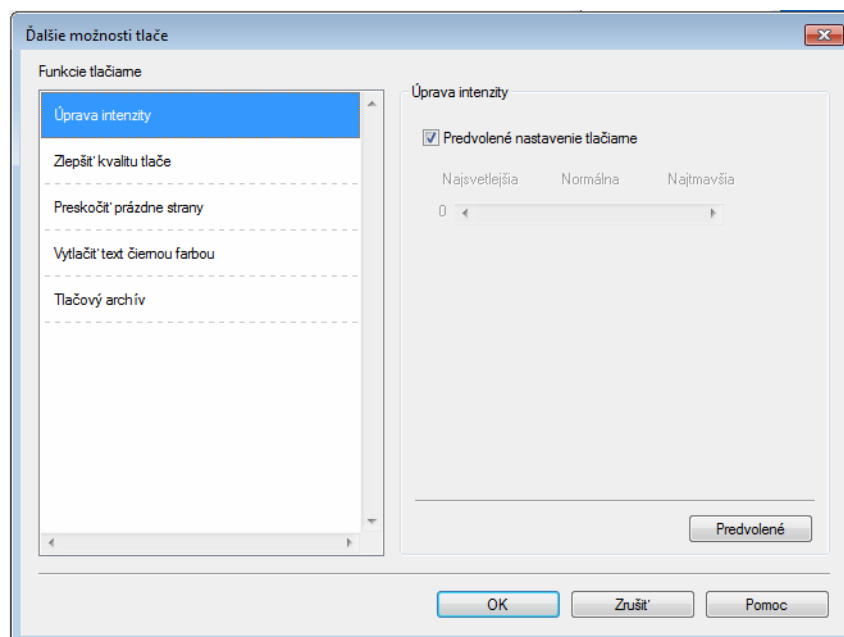 Ďalšie možnosti tlače
Funkcie tlačiarne
Úprava intenzity
Zlepšiť kvalitu tlače
Preskočiť prázdne strany
Vytlačiť text čiernou farbou
Tlačový archív
Úprava intenzity
Predvolené nastavenie tlačiarne
Najsvetlejšia Normálna Najtmavšia
0
Predvolené
OK Zrušiť Pomoc